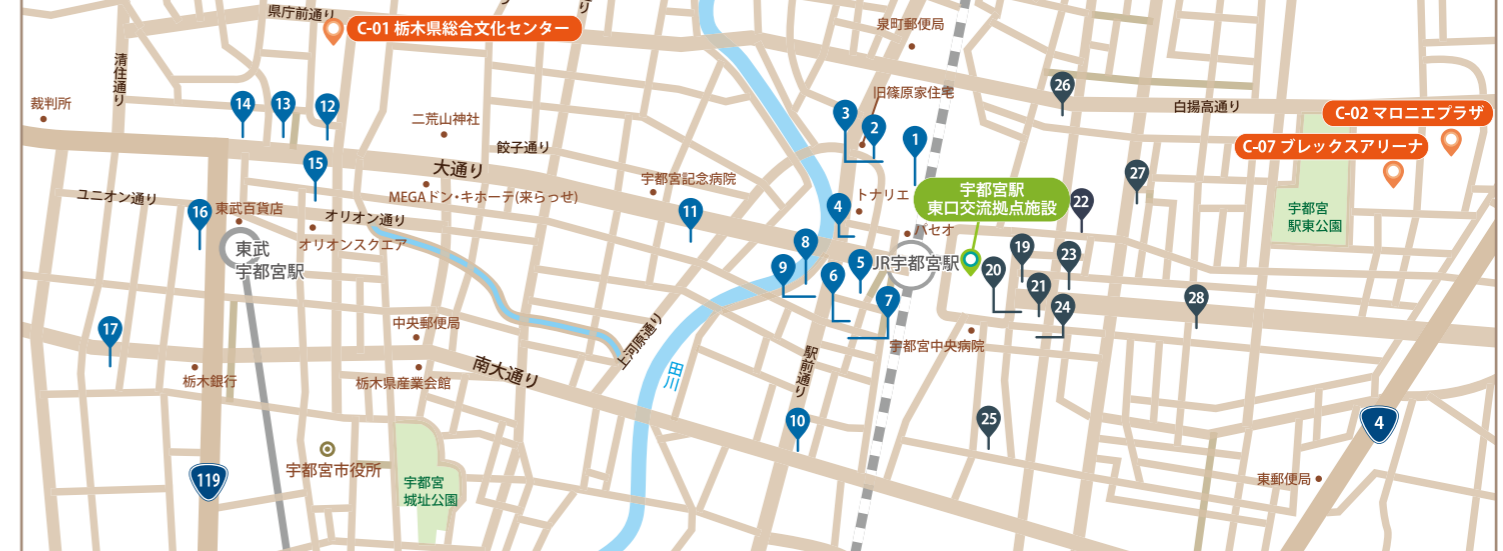 県庁前通り
り
C-01 栃木県総合文化センター
泉町郵便局
清住通り
裁判所
14
13
12
二荒山神社
餃子通り
旧篠原家住宅
3
2
1
26
白揚高通り
C-02 マロニエプラザ
C-07 ブレックスアリーナ
15
大通り
宇都宮記念病院
MEGAドン・キホーテ(来らっせ)
ユニオン通り
16
東武百貨店
オリオン通り
オリオンスクエア
東武
宇都宮駅
11
4
トナリエ
宇都宮駅
東口交流拠点施設
パセオ
JR宇都宮駅
27
22
宇都宮
駅東公園
8
9
6
5
7
19
20
21
23
24
28
17
中央郵便局
上河原通り
宇都宮中央病院
栃木銀行
栃木県産業会館
南大通り
田川
駅前通り
10
25
4
宇都宮市役所
119
宇都宮
城址公園
東郵便局